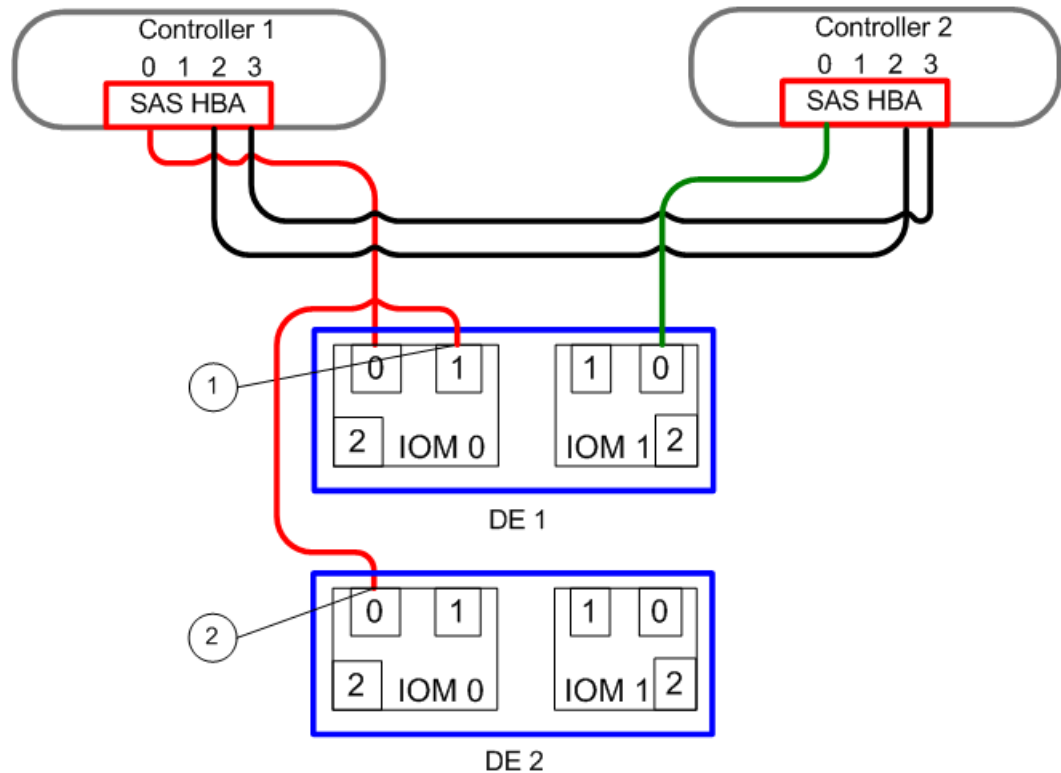 Controller 1
0 1 2 3
SAS HBA
Controller 2
0 1 2 3
SAS HBA
1
0 1
2 IOM 0
1 0
IOM 1 2
DE 1
2
0 1
2 IOM 0
1 0
IOM 1 2
DE 2